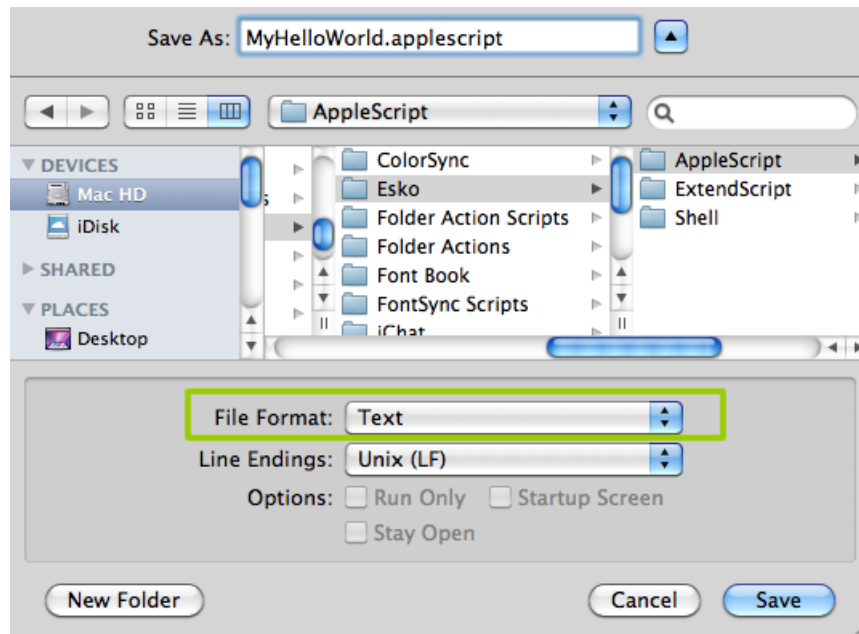 Save As: MyHelloWorld.applescript
AppleScript
DEVICES
Mac HD
iDisk
SHARED
PLACES
Desktop
s
ColorSync
Esko
Folder Action Scripts
Folder Actions
Font Book
FontSync Scripts
iChat
AppleScript
ExtendScript
Shell
File Format: Text
Line Endings: Unix (LF)
Options: Run Only Startup Screen
Stay Open
New Folder Cancel Save